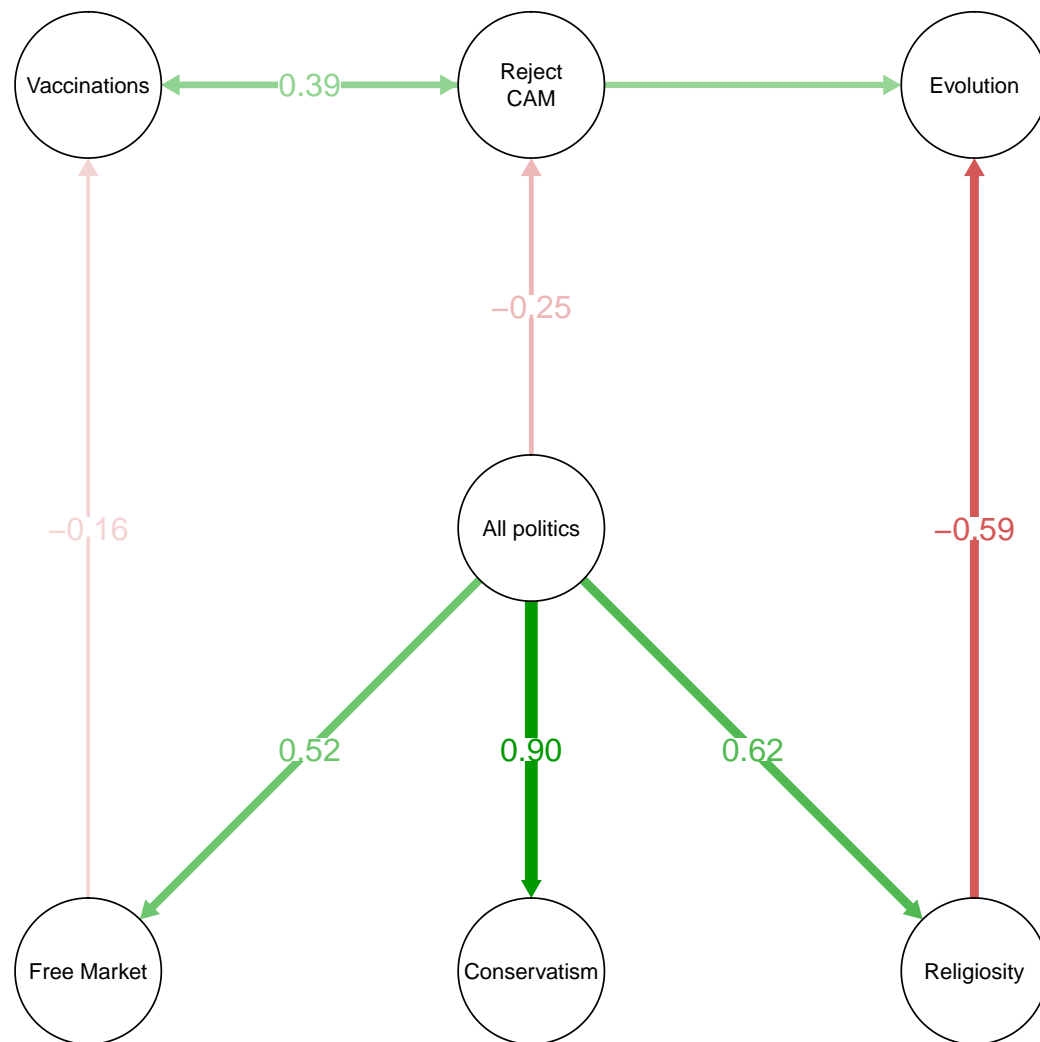 Vaccinations
0.39
Reject
CAM
Evolution
−0.25
−0.16
All politics
−0.59
0.52
0.90
0.62
Free Market
Conservatism
Religiosity